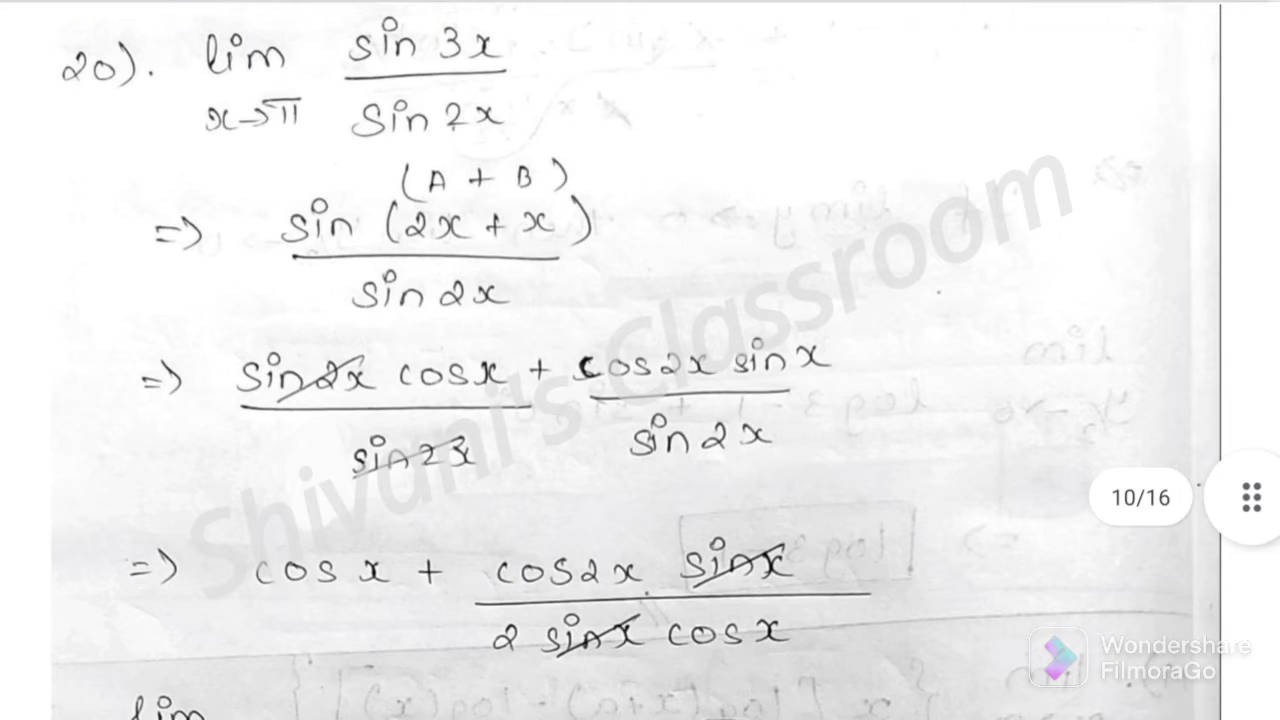 20). lim sin 3x
x→π sin 2x
(A + B)
=> sin (2x + x)
sin 2x
=> sin 2x cos x + cos 2x sin x
sin 2x sin 2x
=> cos x + cos 2x sin x
2 sin x cos x
lim
Shivani's Classroom
10/16
Wondershare
FilmoraGo